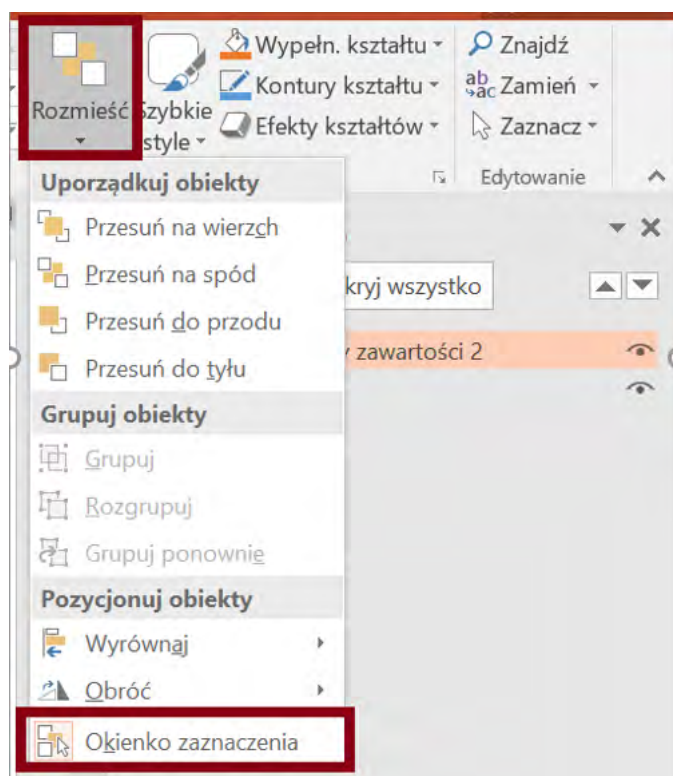 Rozmieść
Szybkie
style
Wypełn. kształtu
Kontury kształtu
Efekty kształtów
Znajdź
ab
ac Zamień
Zaznacz
Edytowanie
Uporządkuj obiekty
Przesuń na wierzch
Przesuń na spód
Przesuń do przodu
Przesuń do tyłu
Grupuj obiekty
Grupuj
Rozgrupuj
Grupuj ponownie
Pozycjonuj obiekty
Wyrównaj
Obróć
Okienko zaznaczenia
kryj wszystko
zawartości 2